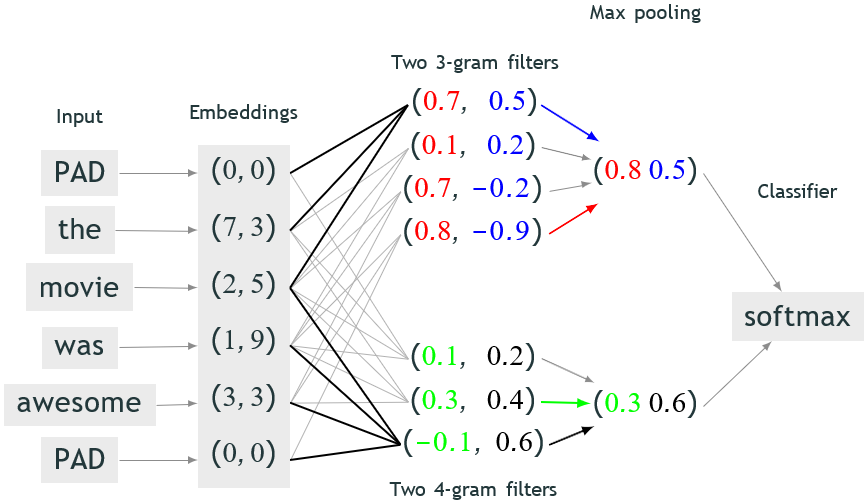 Max pooling
Two 3-gram filters
Input
Embeddings
Classifier
PAD
the
movie
was
awesome
PAD
(0, 0)
(7, 3)
(2, 5)
(1, 9)
(3, 3)
(0, 0)
(0.7, 0.5)
(0.1, 0.2)
(0.7, −0.2)
(0.8, −0.9)
(0.1, 0.2)
(0.3, 0.4)
(−0.1, 0.6)
Two 4-gram filters
(0.8 0.5)
(0.3 0.6)
softmax